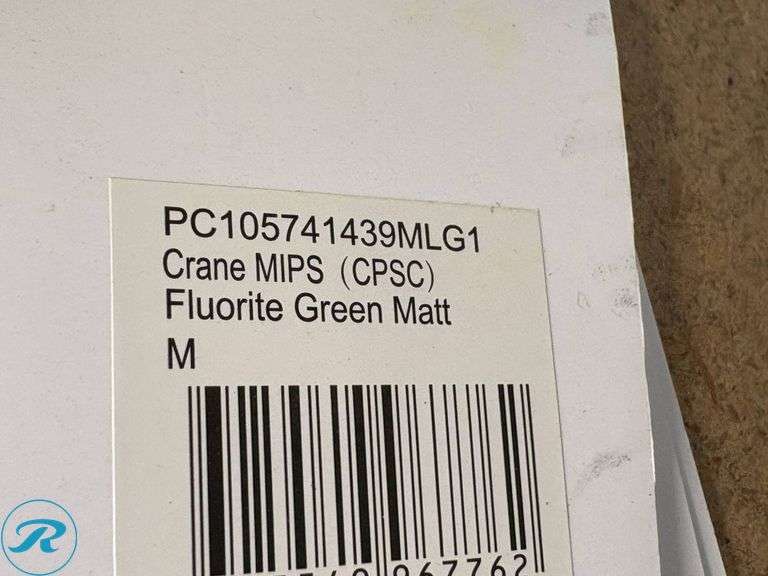 PC105741439MLG1
Crane MIPS（CPSC）
Fluorite Green Matt
M
R